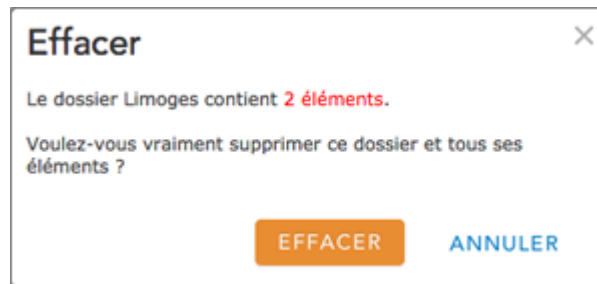 Effacer
Le dossier Limoges contient 2 éléments.
Voulez-vous vraiment supprimer ce dossier et tous ses
éléments ?
EFFACER ANNULER